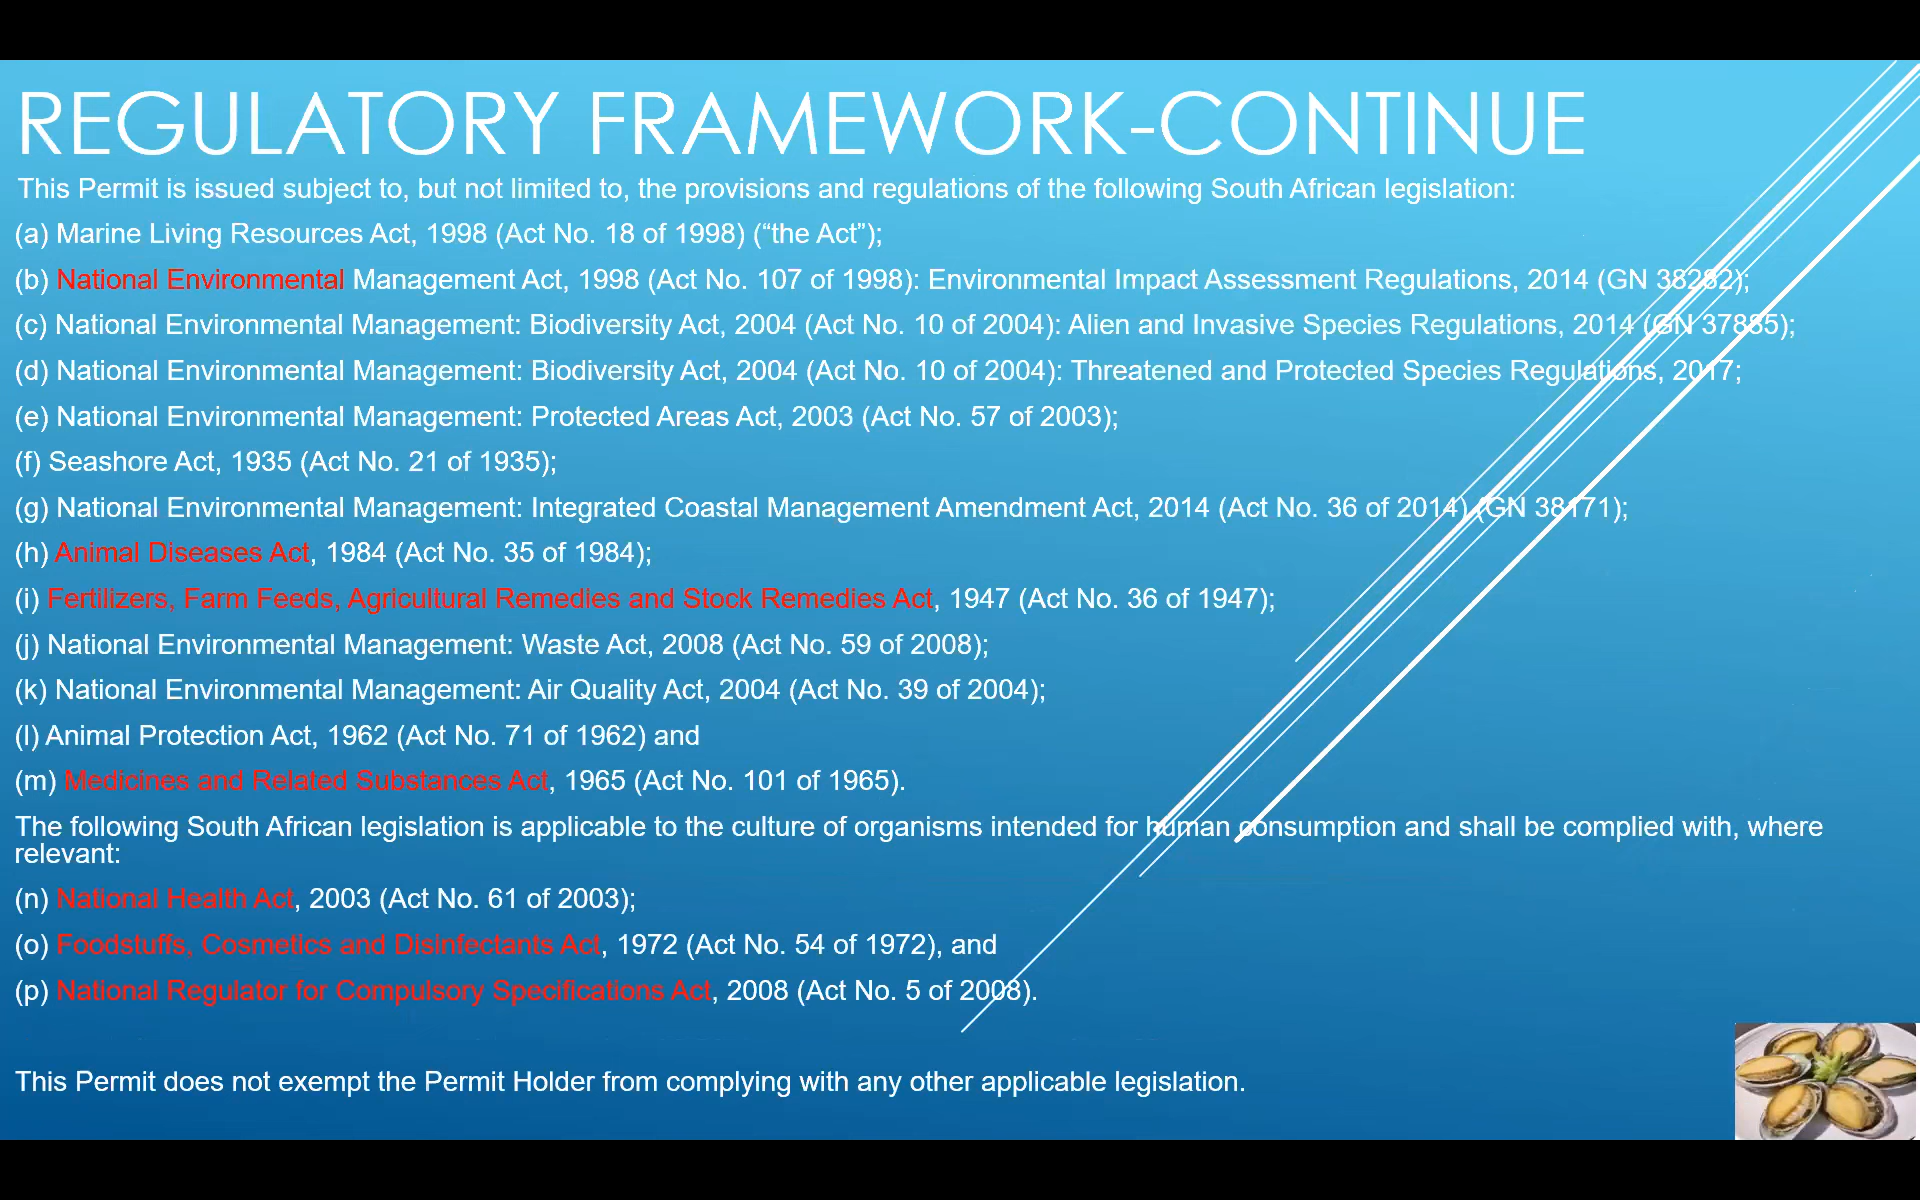 REGULATORY FRAMEWORK-CONTINUE
This Permit is issued subject to, but not limited to, the provisions and regulations of the following South African legislation:
(a) Marine Living Resources Act, 1998 (Act No. 18 of 1998) (“the Act”);
(b) National Environmental Management Act, 1998 (Act No. 107 of 1998): Environmental Impact Assessment Regulations, 2014 (GN 38282);
(c) National Environmental Management: Biodiversity Act, 2004 (Act No. 10 of 2004): Alien and Invasive Species Regulations, 2014 (GN 37885);
(d) National Environmental Management: Biodiversity Act, 2004 (Act No. 10 of 2004): Threatened and Protected Species Regulations, 2017;
(e) National Environmental Management: Protected Areas Act, 2003 (Act No. 57 of 2003);
(f) Seashore Act, 1935 (Act No. 21 of 1935);
(g) National Environmental Management: Integrated Coastal Management Amendment Act, 2014 (Act No. 36 of 2014) (GN 38171);
(h) Animal Diseases Act, 1984 (Act No. 35 of 1984);
(i) Fertilizers, Farm Feeds, Agricultural Remedies and Stock Remedies Act, 1947 (Act No. 36 of 1947);
(j) National Environmental Management: Waste Act, 2008 (Act No. 59 of 2008);
(k) National Environmental Management: Air Quality Act, 2004 (Act No. 39 of 2004);
(l) Animal Protection Act, 1962 (Act No. 71 of 1962) and
(m) Medicines and Related Substances Act, 1965 (Act No. 101 of 1965).
The following South African legislation is applicable to the culture of organisms intended for human consumption and shall be complied with, where
relevant:
(n) National Health Act, 2003 (Act No. 61 of 2003);
(o) Foodstuffs, Cosmetics and Disinfectants Act, 1972 (Act No. 54 of 1972), and
(p) National Regulator for Compulsory Specifications Act, 2008 (Act No. 5 of 2008).
This Permit does not exempt the Permit Holder from complying with any other applicable legislation.